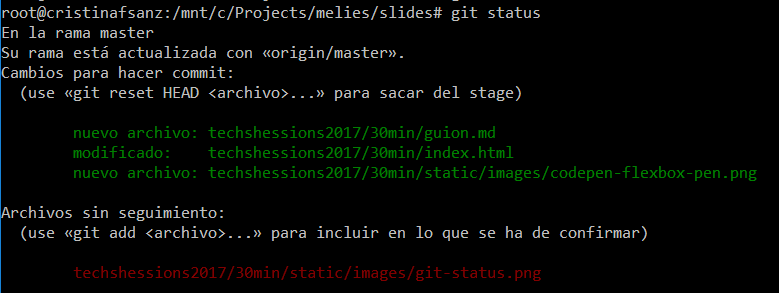 root@cristinafsanz:/mnt/c/Projects/melies/slides# git status
En la rama master
Su rama está actualizada con «origin/master».
Cambios para hacer commit:
(use «git reset HEAD <archivo>...» para sacar del stage)
nuevo archivo: techshessions2017/30min/guion.md
modificado: techshessions2017/30min/index.html
nuevo archivo: techshessions2017/30min/static/images/codepen-flexbox-pen.png
Archivos sin seguimiento:
(use «git add <archivo>...» para incluir en lo que se ha de confirmar)
techshessions2017/30min/static/images/git-status.png